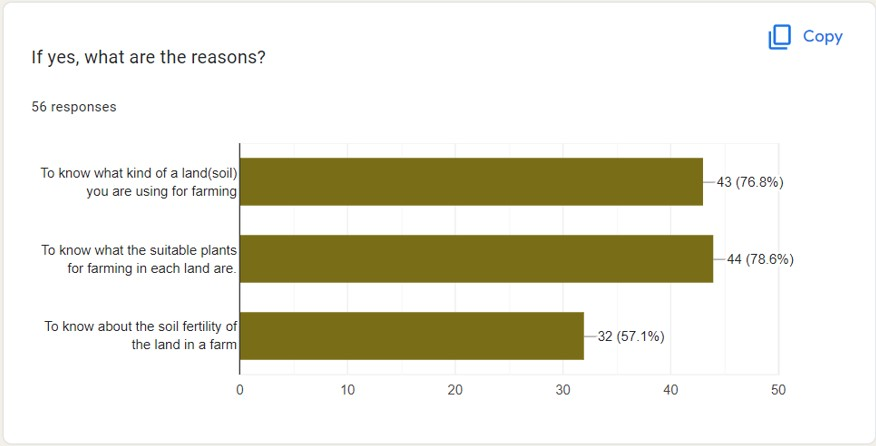 Copy
If yes, what are the reasons?
56 responses
To know what kind of a land(soil)
you are using for farming
43 (76.8%)
To know what the suitable plants
for farming in each land are.
44 (78.6%)
To know about the soil fertility of
the land in a farm
32 (57.1%)
0 10 20 30 40 50